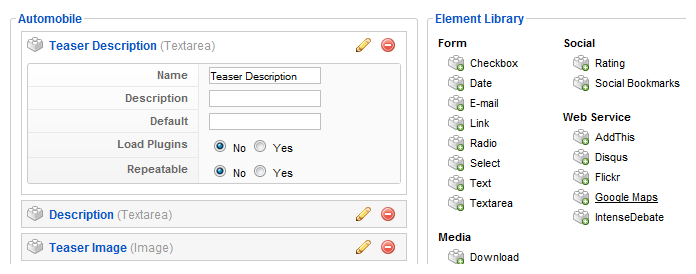 Automobile
Teaser Description (Textarea)
Name Teaser Description
Description
Default
Load Plugins No Yes
Repeatable No Yes
Description (Textarea)
Teaser Image (Image)
Element Library
Form
Checkbox
Date
E-mail
Link
Radio
Select
Text
Textarea
Media
Download
Social
Rating
Social Bookmarks
Web Service
AddThis
Disqus
Flickr
Google Maps
IntenseDebate